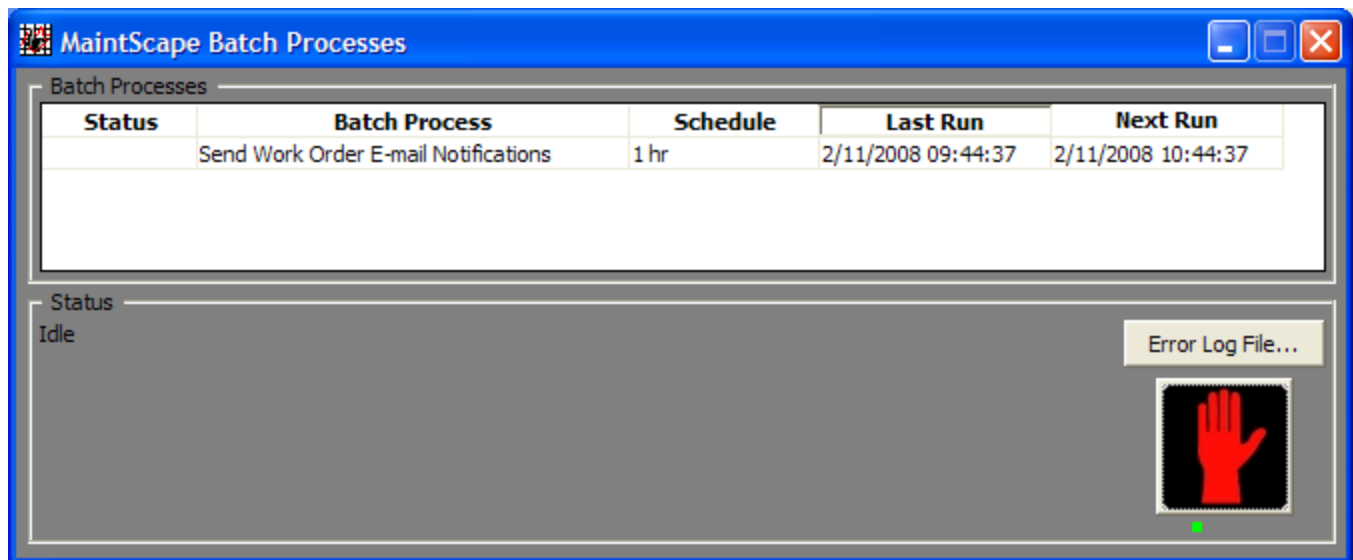 MaintScape Batch Processes
Batch Processes
Status Batch Process Schedule Last Run Next Run
Send Work Order E-mail Notifications 1 hr 2/11/2008 09:44:37 2/11/2008 10:44:37
Status
Idle
Error Log File...